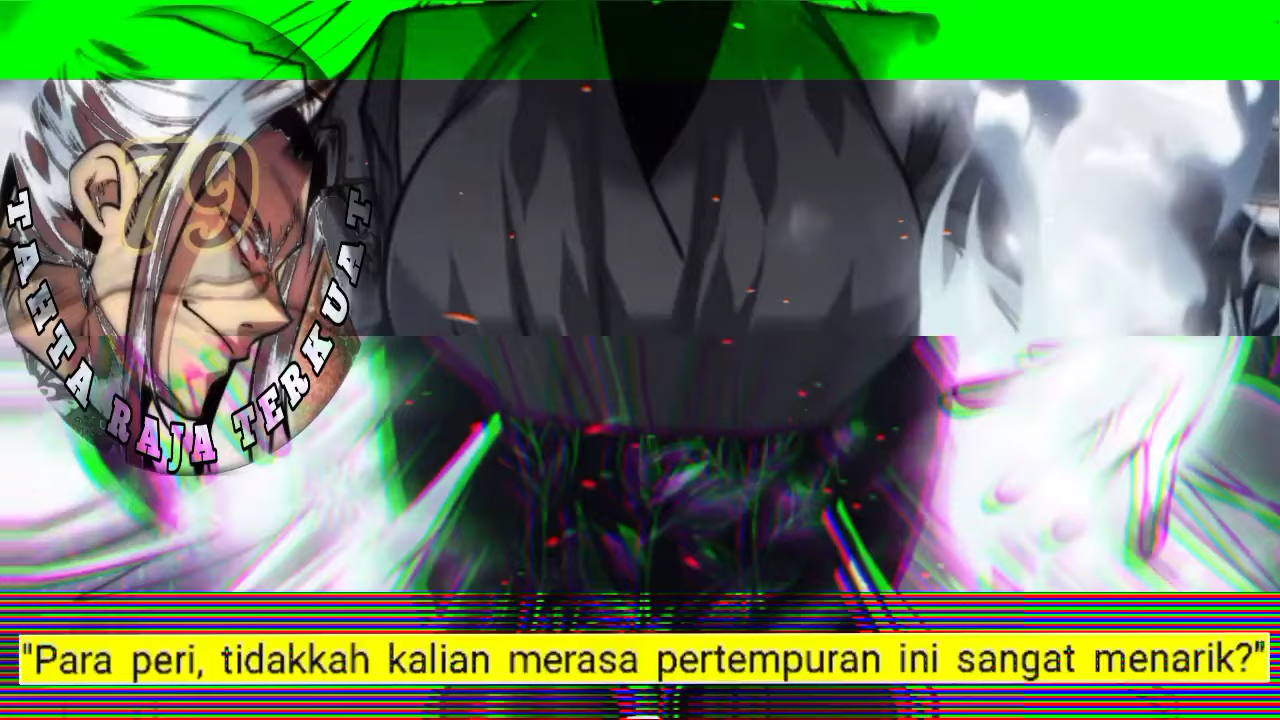 79
TAHTA RAJA TERKUAT
"Para peri, tidakkah kalian merasa pertempuran ini sangat menarik?"